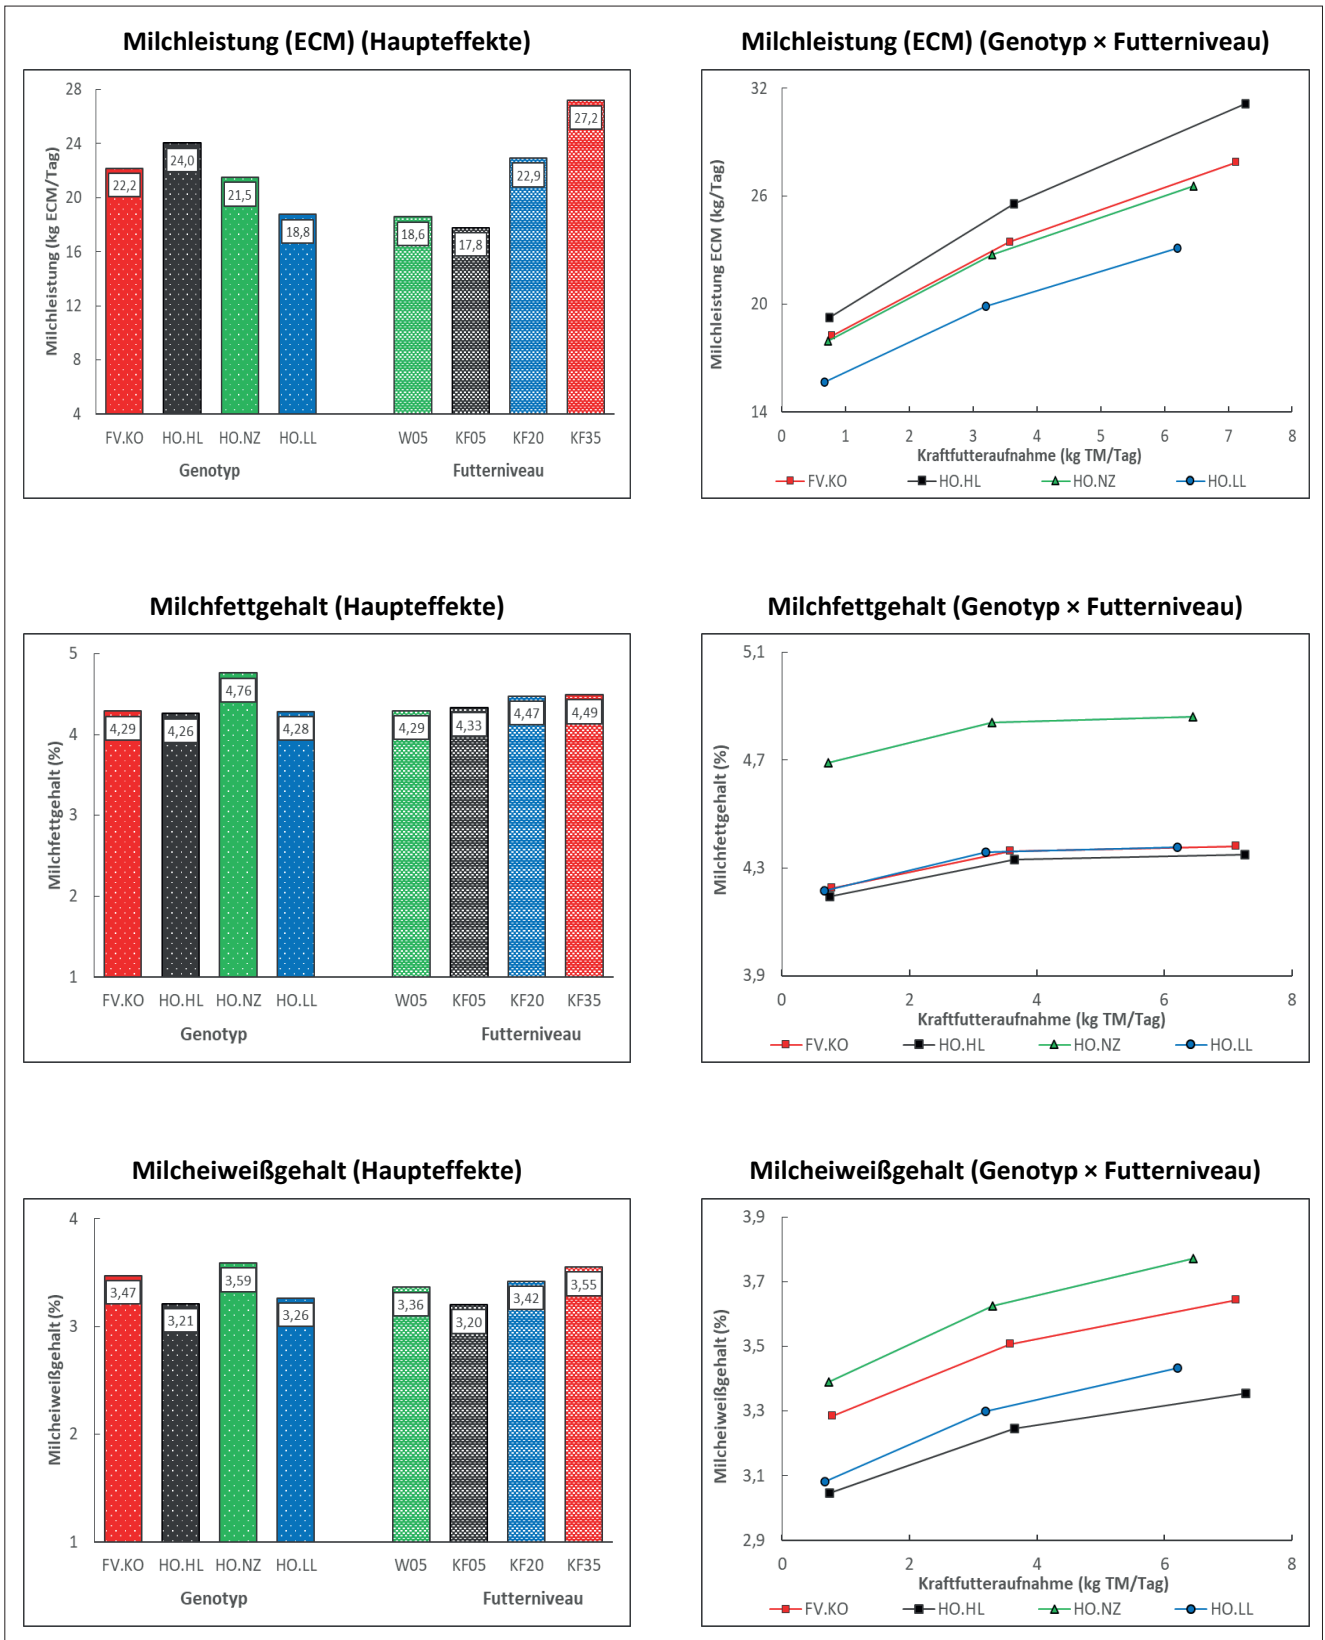 Milchleistung (ECM) (Haupteffekte)
Milchleistung (kg ECM/Tag)
28
24
20
16
12
8
4
22,2
24,0
21,5
18,8
18,6
17,8
22,9
27,2
FV.KO HO.HL HO.NZ HO.LL W05 KF05 KF20 KF35
Genotyp Futterniveau
Milchleistung (ECM) (Genotyp × Futterniveau)
Milchleistung ECM (kg/Tag)
32
26
20
14
0 1 2 3 4 5 6 7 8
Kraftfutteraufnahme (kg TM/Tag)
FV.KO HO.HL HO.NZ HO.LL
Milchfettgehalt (Haupteffekte)
Milchfettgehalt (%)
5
4
3
2
1
4,29
4,26
4,76
4,28
4,29
4,33
4,47
4,49
FV.KO HO.HL HO.NZ HO.LL W05 KF05 KF20 KF35
Genotyp Futterniveau
Milchfettgehalt (Genotyp × Futterniveau)
Milchfettgehalt (%)
5,1
4,7
4,3
3,9
0 2 4 6 8
Kraftfutteraufnahme (kg TM/Tag)
FV.KO HO.HL HO.NZ HO.LL
Milcheiweißgehalt (Haupteffekte)
Milcheiweißgehalt (%)
4
3
2
1
3,47
3,21
3,59
3,26
3,36
3,20
3,42
3,55
FV.KO HO.HL HO.NZ HO.LL W05 KF05 KF20 KF35
Genotyp Futterniveau
Milcheiweißgehalt (Genotyp × Futterniveau)
Milcheiweißgehalt (%)
3,9
3,7
3,5
3,3
3,1
2,9
0 2 4 6 8
Kraftfutteraufnahme (kg TM/Tag)
FV.KO HO.HL HO.NZ HO.LL